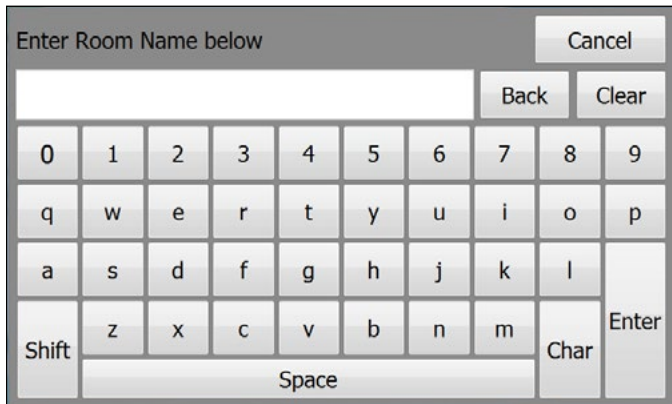 Enter Room Name below Cancel
Back Clear
0 1 2 3 4 5 6 7 8 9
q w e r t y u i o p
a s d f g h j k l
Shift z x c v b n m Char Enter
Space